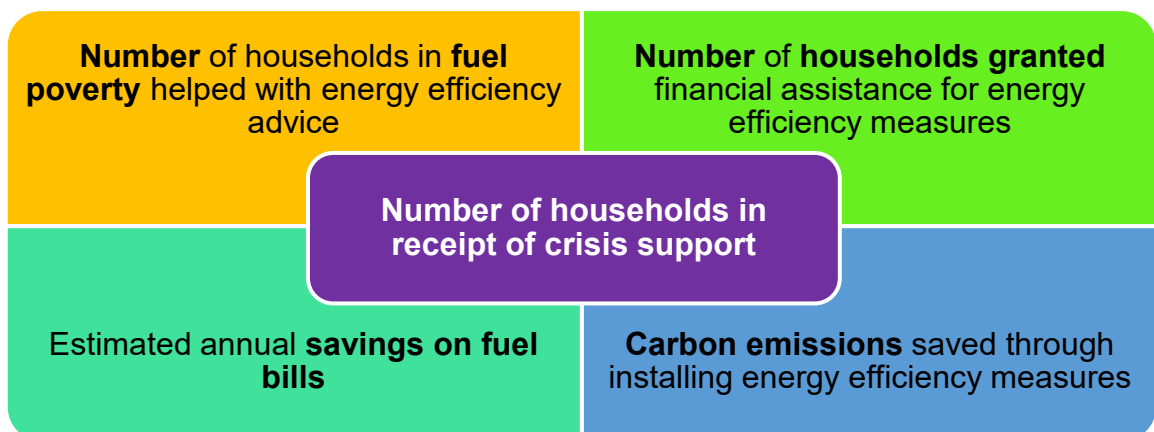 Number of households in fuel
poverty helped with energy efficiency
advice
Number of households granted
financial assistance for energy
efficiency measures
Number of households in
receipt of crisis support
Estimated annual savings on fuel
bills
Carbon emissions saved through
installing energy efficiency measures